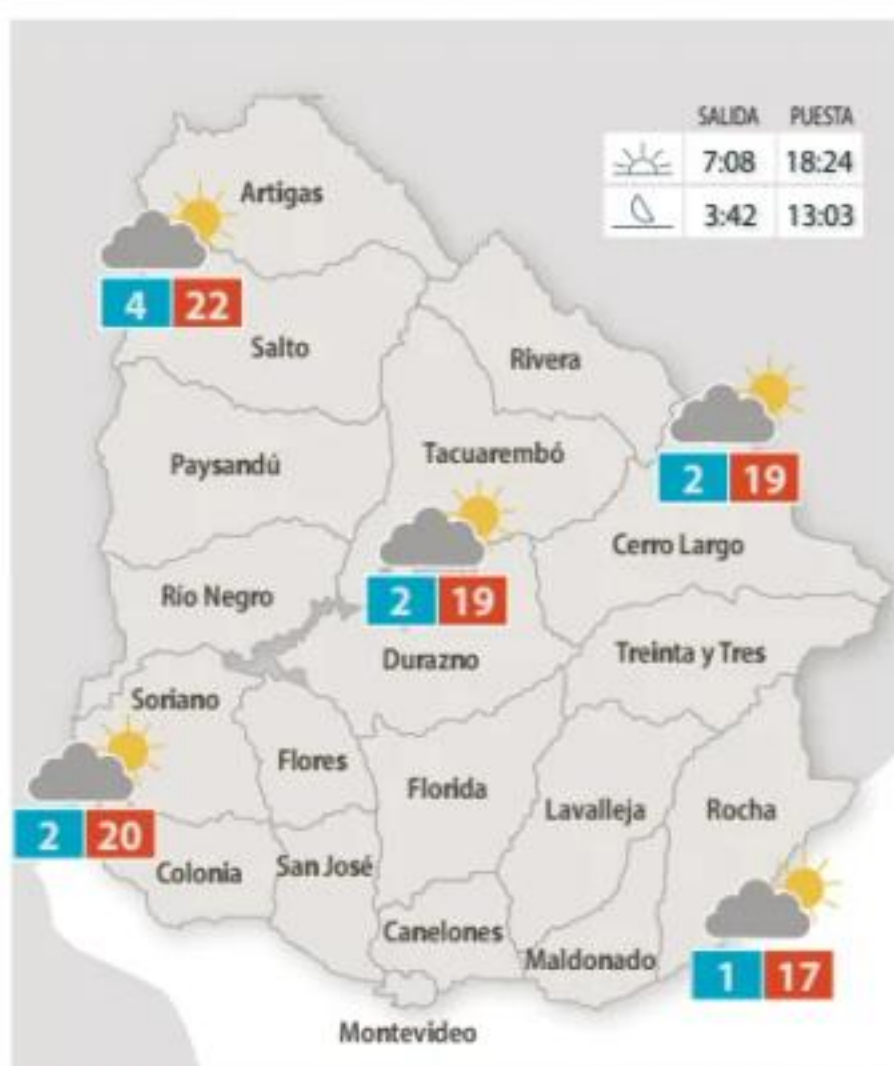 SALIDA PUESTA
7:08 18:24
3:42 13:03
Artigas
4 22
Salto
Rivera
Paysandú
Tacuarembó
2 19
Cerro Largo
Río Negro
2 19
Durazno
Treinta y Tres
Soriano
Flores
Florida
Lavalleja
Rocha
2 20
Colonia
San José
Canelones
Maldonado
1 17
Montevideo